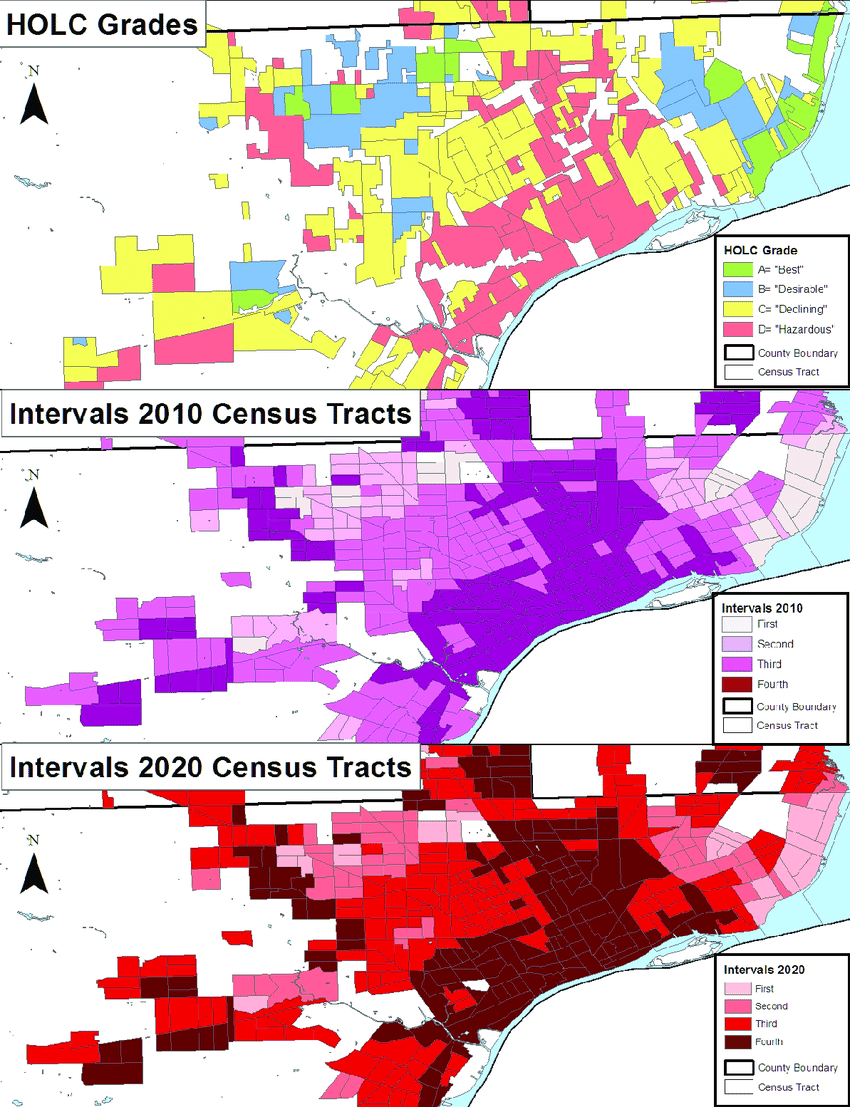 HOLC Grades
N
HOLC Grade
A= "Best"
B= "Desirable"
C= "Declining"
D= "Hazardous'
County Boundary
Census Tract
Intervals 2010 Census Tracts
N
Intervals 2010
First
Second
Third
Fourth
County Boundary
Census Tract
Intervals 2020 Census Tracts
N
Intervals 2020
First
Second
Third
Fourth
County Boundary
Census Tract